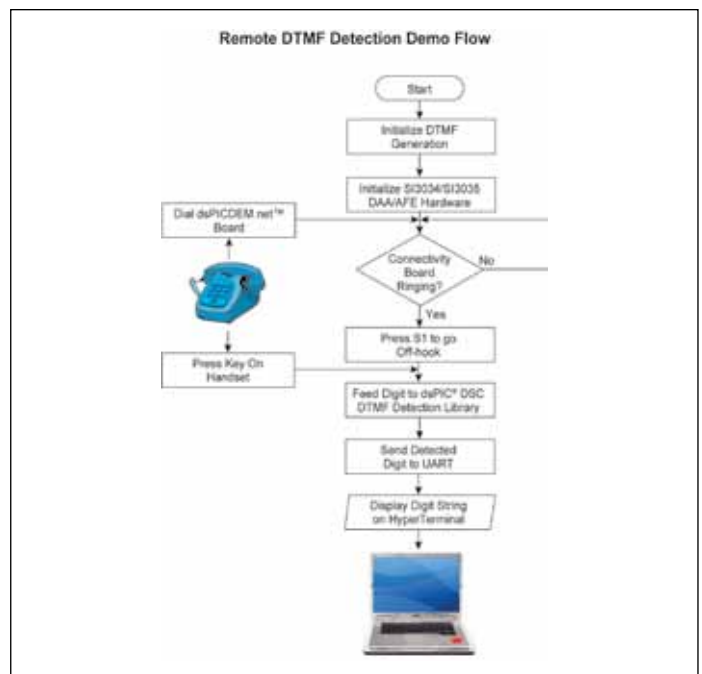 Remote DTMF Detection Demo Flow
Start
Initialize DTMF
Generation
Initialize SI3034/SI3035
DAA/AFE Hardware
Dial dsPICDEM.net™
Board
Connectivity
Board
Ringing?
No
Yes
Press S1 to go
Off-hook
Press Key On
Handset
Feed Digit to dsPIC® DSC
DTMF Detection Library
Send Detected
Digit to UART
Display Digit String
on HyperTerminal